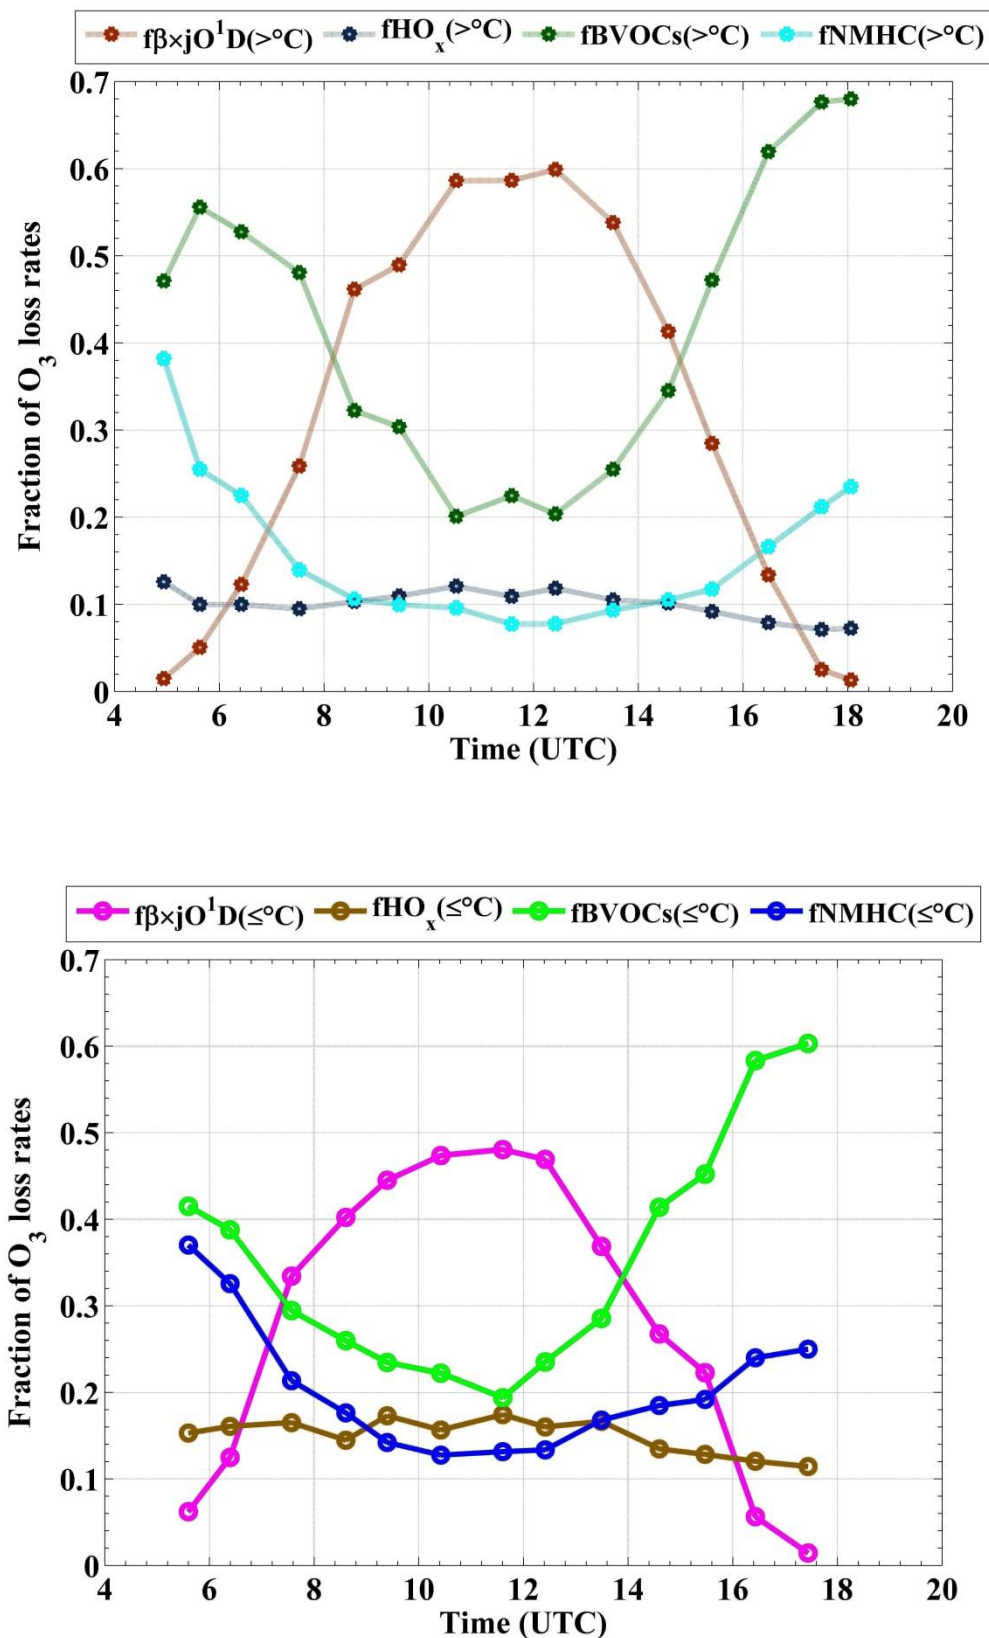 fβ×jO¹D(>°C) fHOₓ(>°C) fBVOCs(>°C) fNMHC(>°C)
0.7
0.6
0.5
0.4
0.3
0.2
0.1
0
Fraction of O₃ loss rates
4 6 8 10 12 14 16 18 20
Time (UTC)
fβ×jO¹D(≤°C) fHOₓ(≤°C) fBVOCs(≤°C) fNMHC(≤°C)
0.7
0.6
0.5
0.4
0.3
0.2
0.1
0
Fraction of O₃ loss rates
4 6 8 10 12 14 16 18 20
Time (UTC)